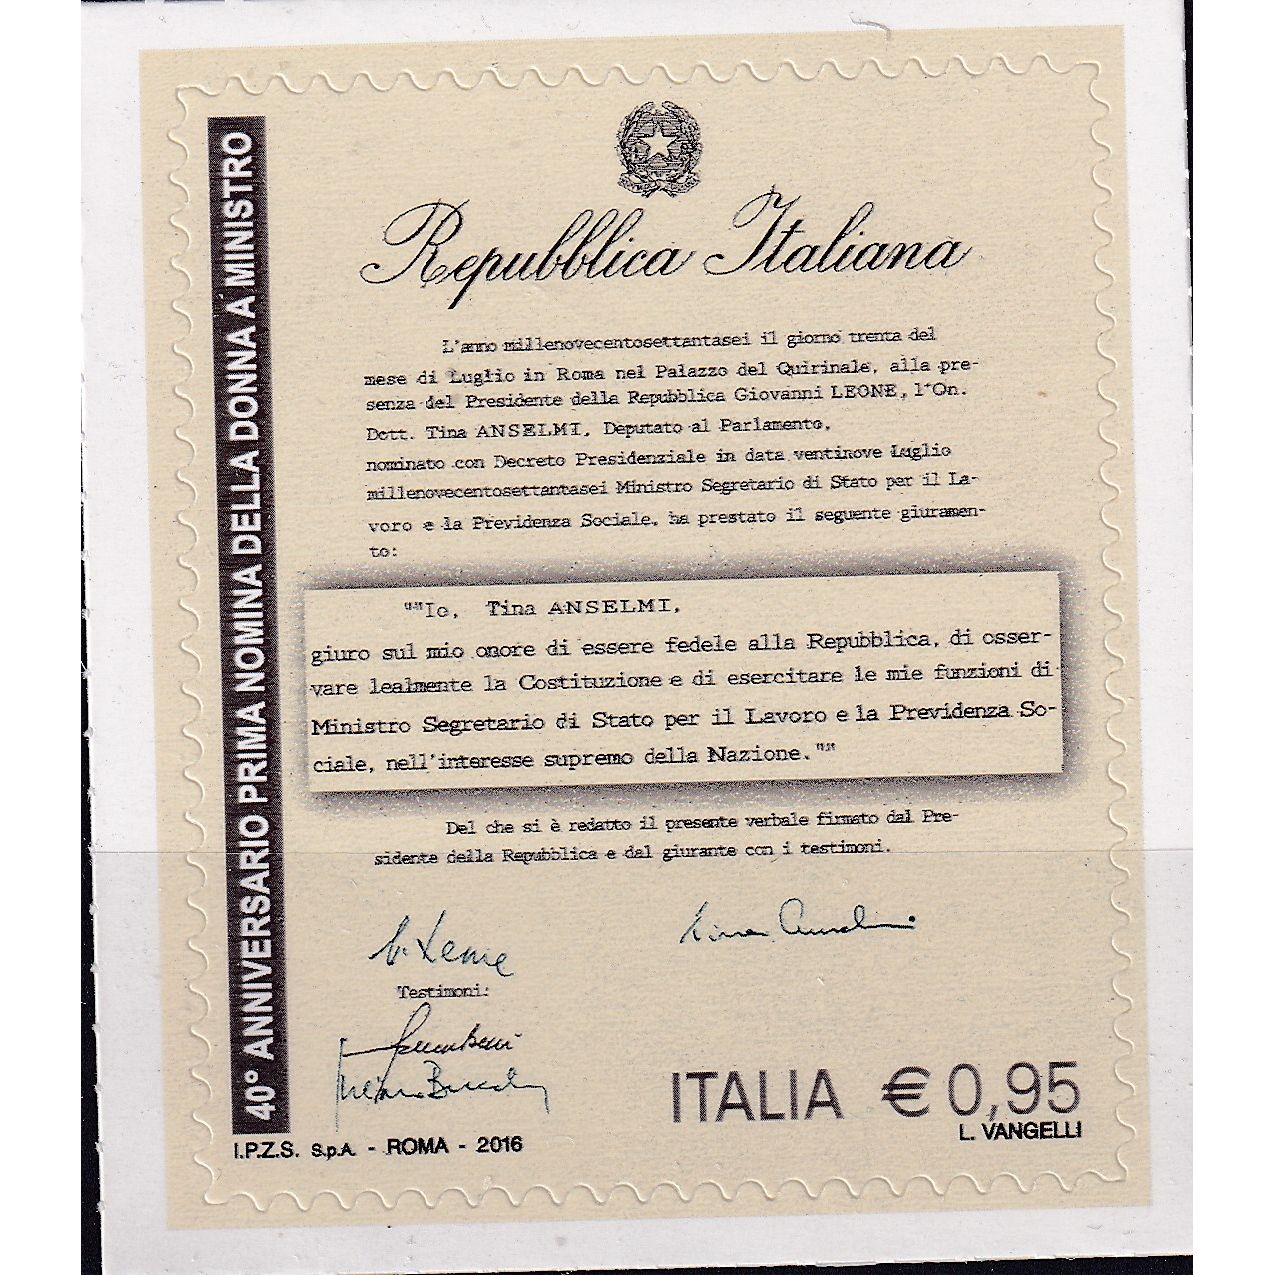 40° ANNIVERSARIO PRIMA NOMINA DELLA DONNA A MINISTRO
Repubblica Italiana
L'anno millenovecentosettantasei il giorno trenta del
mese di Luglio in Roma nel Palazzo del Quirinale, alla pre-
senza del Presidente della Repubblica Giovanni LEONE, l'On.
Dott. Tina ANSELMI, Deputato al Parlamento,
nominato con Decreto Presidenziale in data ventinove Luglio
millenovecentosettantasei Ministro Segretario di Stato per il La-
voro e la Previdenza Sociale, ha prestato il seguente giuramen-
to:
""Io, Tina ANSELMI,
giuro sul mio onore di essere fedele alla Repubblica, di osser-
vare lealmente la Costituzione e di esercitare le mie funzioni di
Ministro Segretario di Stato per il Lavoro e la Previdenza So-
ciale, nell'interesse supremo della Nazione.""
Del che si è redatto il presente verbale firmato dal Pre-
sidente della Repubblica e dal giurante con i testimoni.
Tina Anselmi
G. Leone
Testimoni:
ITALIA € 0,95
L. VANGELLI
I.P.Z.S. S.p.A. - ROMA - 2016